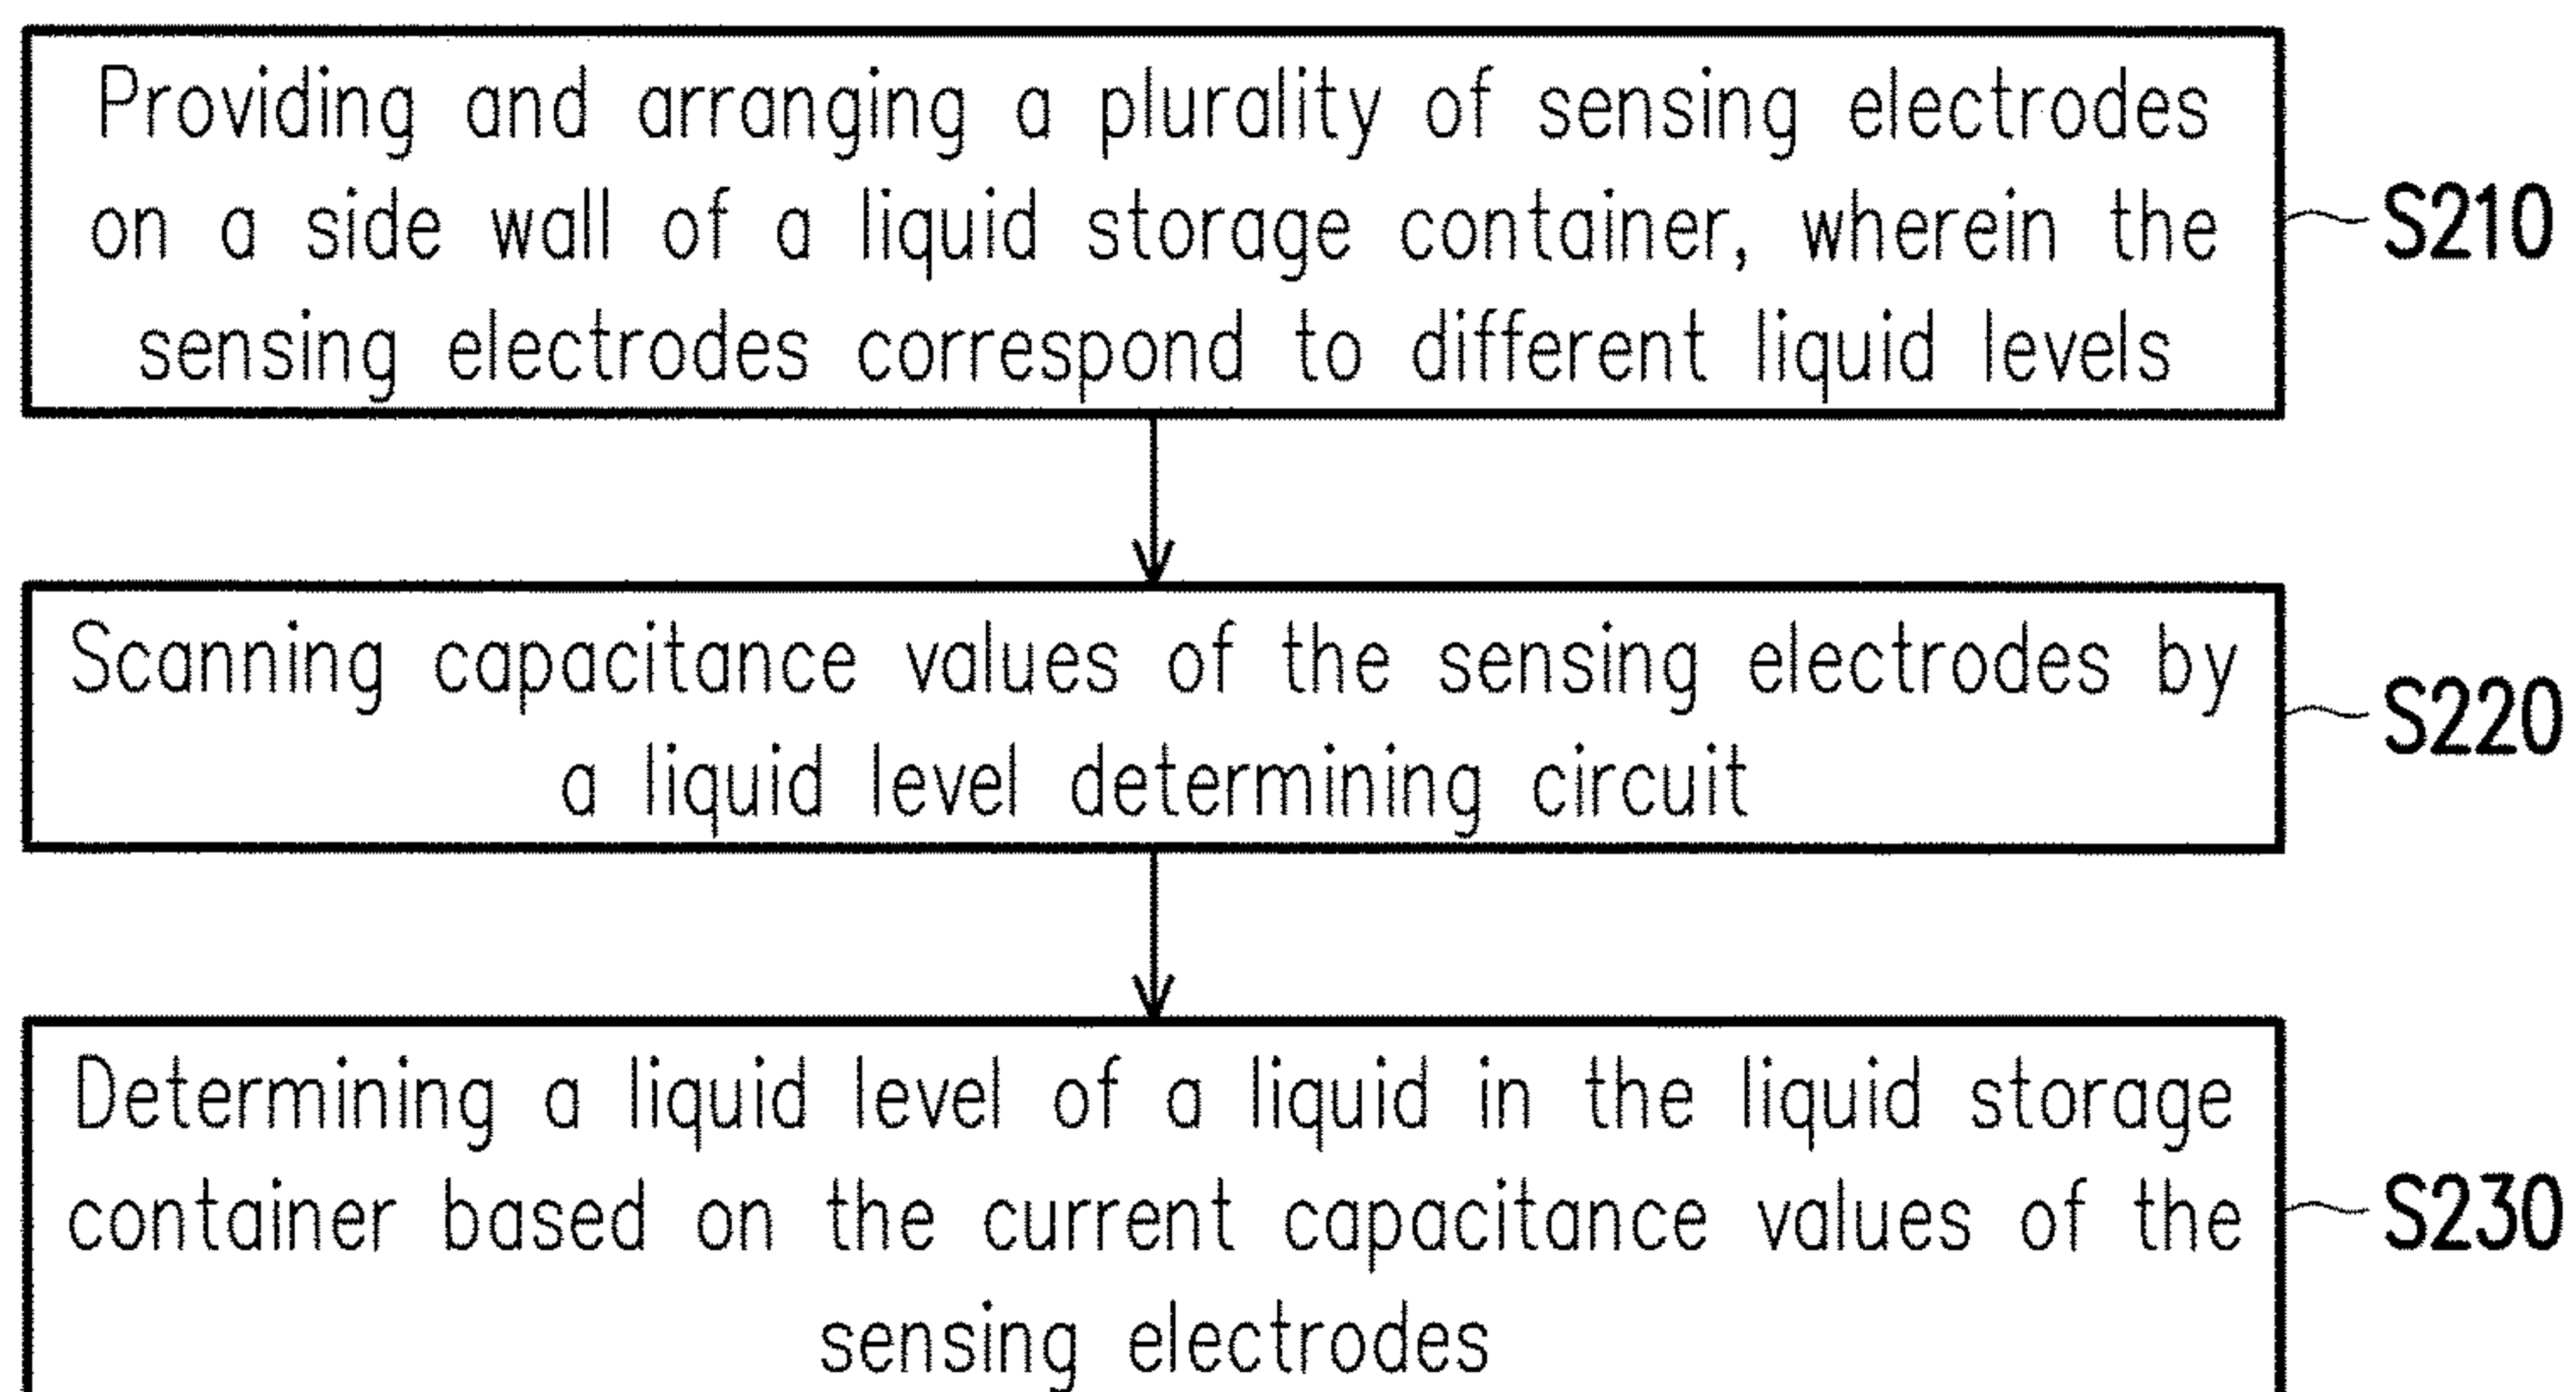 Providing and arranging a plurality of sensing electrodes
on a side wall of a liquid storage container, wherein the
sensing electrodes correspond to different liquid levels
S210
Scanning capacitance values of the sensing electrodes by
a liquid level determining circuit
S220
Determining a liquid level of a liquid in the liquid storage
container based on the current capacitance values of the
sensing electrodes
S230